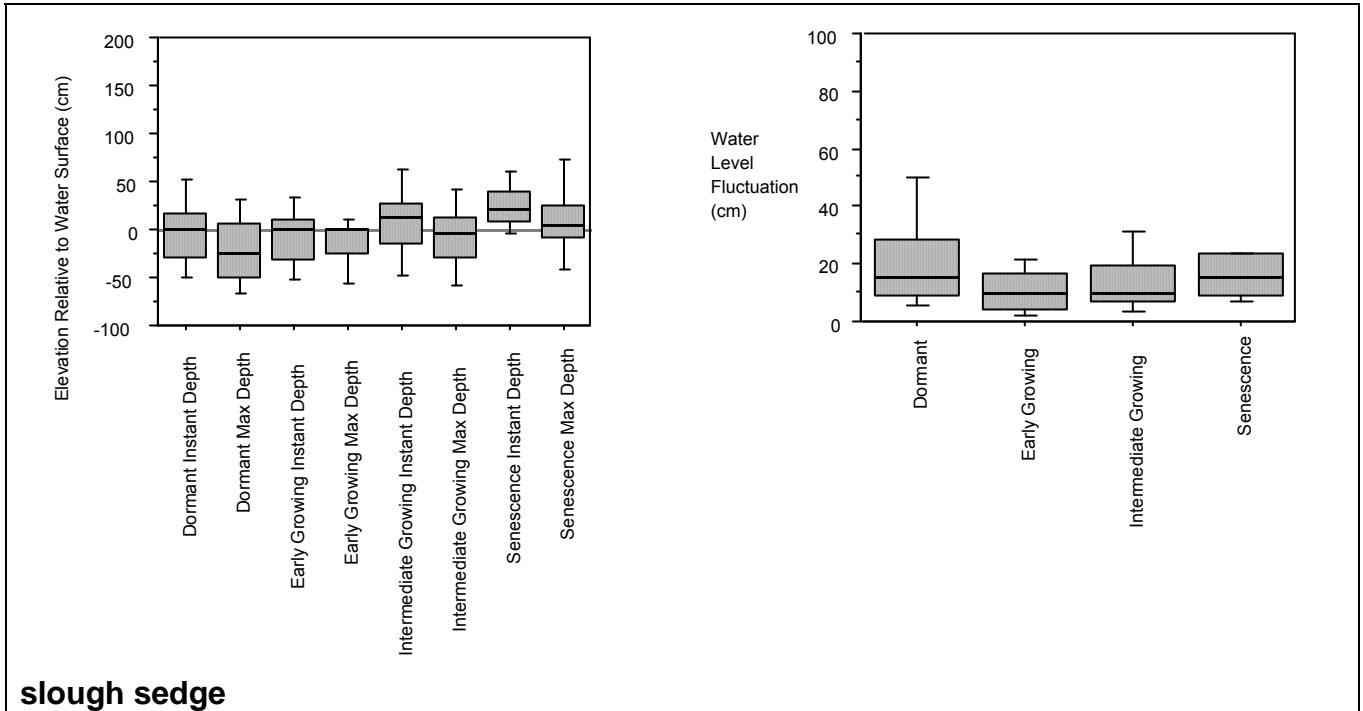 Elevation Relative to Water Surface (cm)
200
150
100
50
0
-50
-100
Dormant Instant Depth
Dormant Max Depth
Early Growing Instant Depth
Early Growing Max Depth
Intermediate Growing Instant Depth
Intermediate Growing Max Depth
Senescence Instant Depth
Senescence Max Depth
Water
Level
Fluctuation
(cm)
100
80
60
40
20
0
Dormant
Early Growing
Intermediate Growing
Senescence
slough sedge